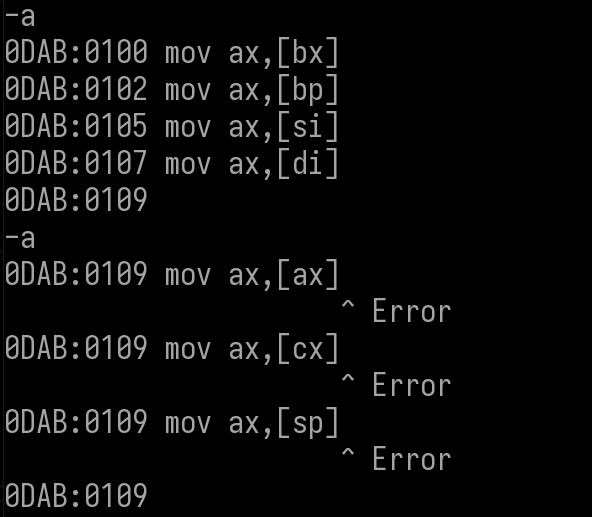 -a
0DAB:0100 mov ax,[bx]
0DAB:0102 mov ax,[bp]
0DAB:0105 mov ax,[si]
0DAB:0107 mov ax,[di]
0DAB:0109
-a
0DAB:0109 mov ax,[ax]
^ Error
0DAB:0109 mov ax,[cx]
^ Error
0DAB:0109 mov ax,[sp]
^ Error
0DAB:0109